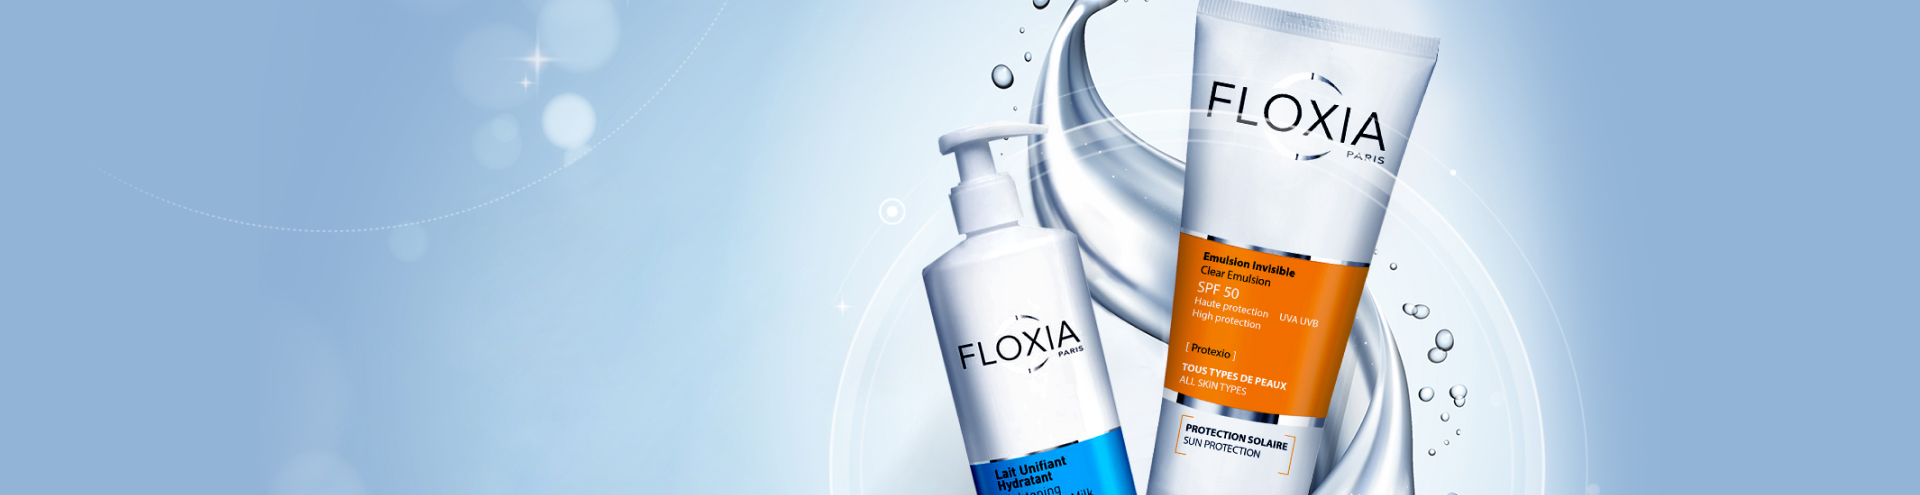 FLOXIA
PARIS
Lait Unifiant
Hydratant
Milk
FLOXIA
PARIS
Emulsion Invisible
Clear Emulsion
SPF 50
Haute protection UVA UVB
High protection
[ Protexio ]
TOUS TYPES DE PEAUX
ALL SKIN TYPES
PROTECTION SOLAIRE
SUN PROTECTION